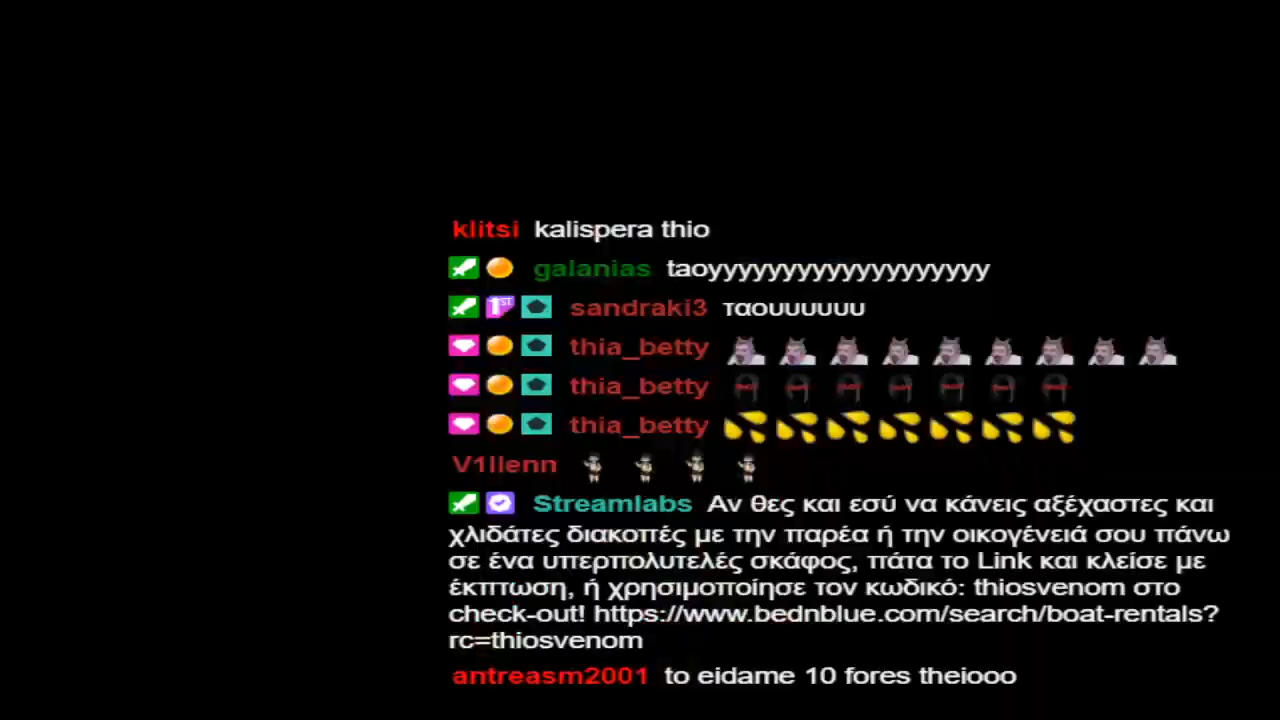 klitsi kalispera thio
galanias taoyyyyyyyyyyyyyyyyyyy
1ST sandraki3 ταουυυυυυ
thia_betty
thia_betty
thia_betty
V1llenn
Streamlabs Αν θες και εσύ να κάνεις αξέχαστες και
χλιδάτες διακοπές με την παρέα ή την οικογένειά σου πάνω
σε ένα υπερπολυτελές σκάφος, πάτα το Link και κλείσε με
έκπτωση, ή χρησιμοποίησε τον κωδικό: thiosvenom στο
check-out! https://www.bednblue.com/search/boat-rentals?
rc=thiosvenom
antreasm2001 to eidame 10 fores theiooo